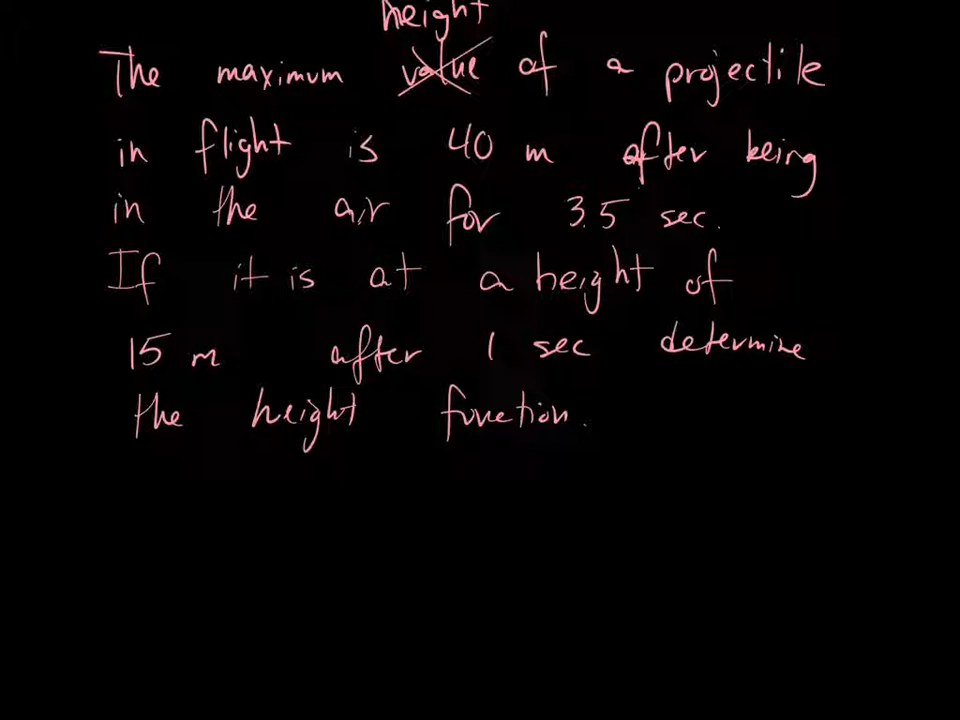 height
The maximum value of a projectile
in flight is 40 m after being
in the air for 3.5 sec.
If it is at a height of
15 m after 1 sec determine
the height function.